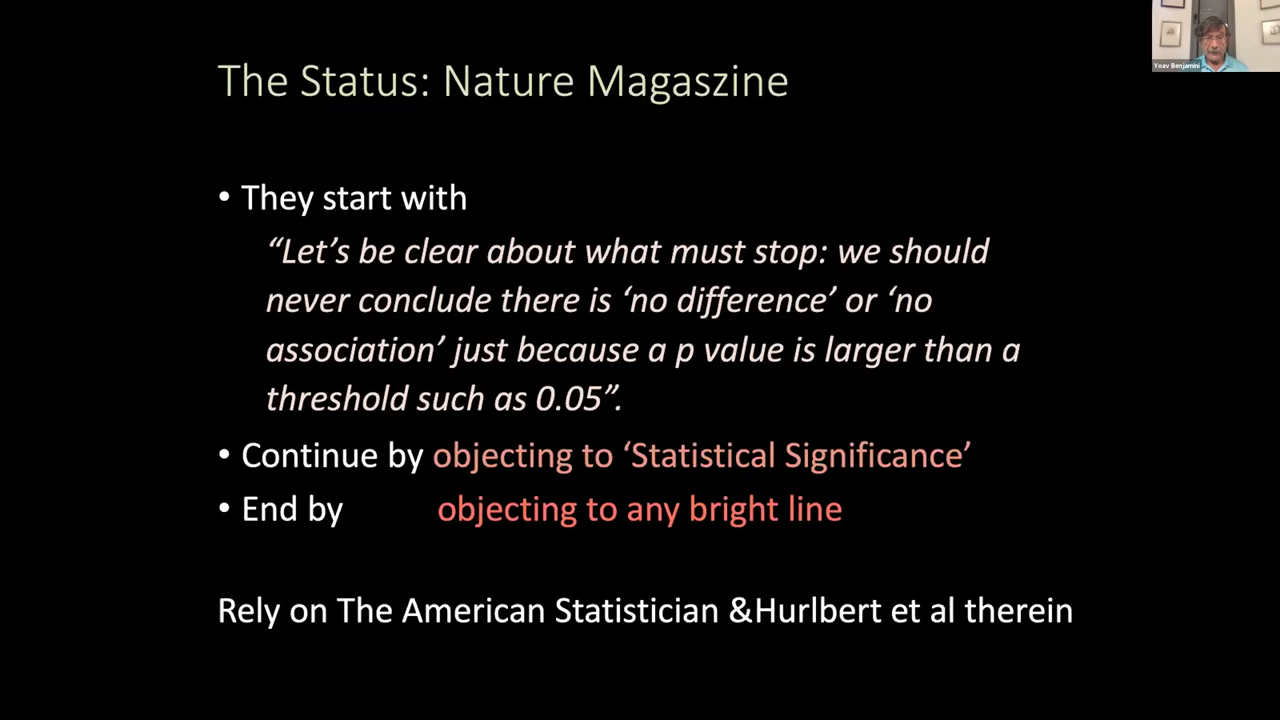 Yoav Benjamini
The Status: Nature Magaszine
• They start with
“Let’s be clear about what must stop: we should
never conclude there is ‘no difference’ or ‘no
association’ just because a p value is larger than a
threshold such as 0.05”.
• Continue by objecting to ‘Statistical Significance’
• End by objecting to any bright line
Rely on The American Statistician &Hurlbert et al therein